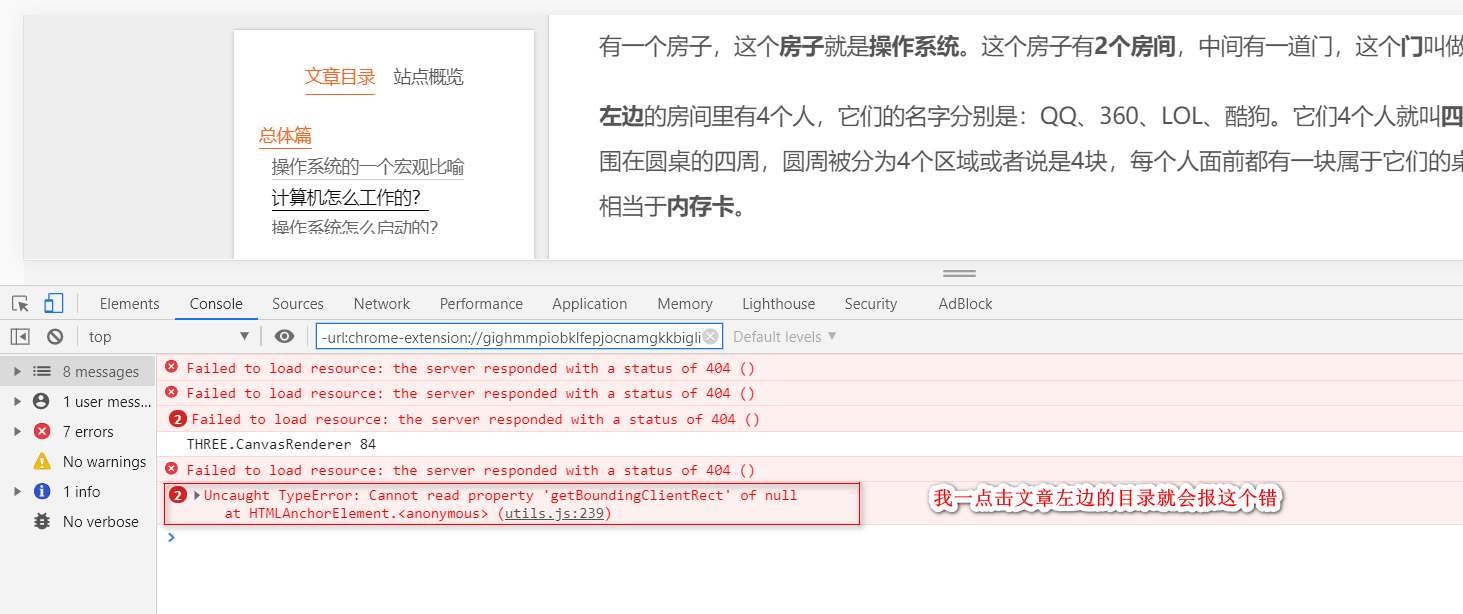 有一个房子，这个房子就是操作系统。这个房子有2个房间，中间有一道门，这个门叫做
文章目录 站点概览
左边的房间里有4个人，它们的名字分别是：QQ、360、LOL、酷狗。它们4个人就叫四
总体篇
围在圆桌的四周，圆周被分为4个区域或者说是4块，每个人面前都有一块属于它们的桌
操作系统的一个宏观比喻
计算机怎么工作的？
相当于内存卡。
操作系统怎么启动的？
Elements Console Sources Network Performance Application Memory Lighthouse Security AdBlock
top -url:chrome-extension://gighmmpiobklfepjocnamgkkbigli Default levels
8 messages
1 user mess...
7 errors
No warnings
1 info
No verbose
Failed to load resource: the server responded with a status of 404 ()
Failed to load resource: the server responded with a status of 404 ()
2 Failed to load resource: the server responded with a status of 404 ()
THREE.CanvasRenderer 84
Failed to load resource: the server responded with a status of 404 ()
2 Uncaught TypeError: Cannot read property 'getBoundingClientRect' of null
at HTMLAnchorElement.<anonymous> (utils.js:239)
我一点击文章左边的目录就会报这个错